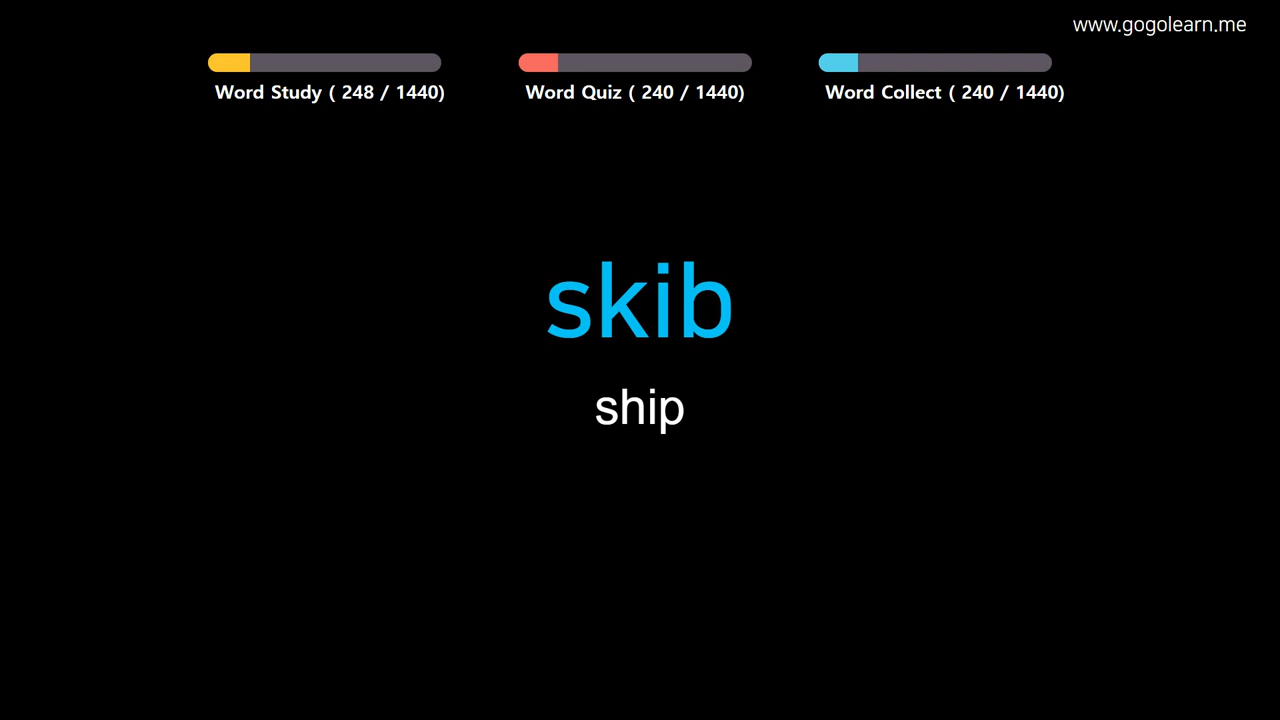 www.gogolearn.me
Word Study ( 248 / 1440)
Word Quiz ( 240 / 1440)
Word Collect ( 240 / 1440)
skib
ship